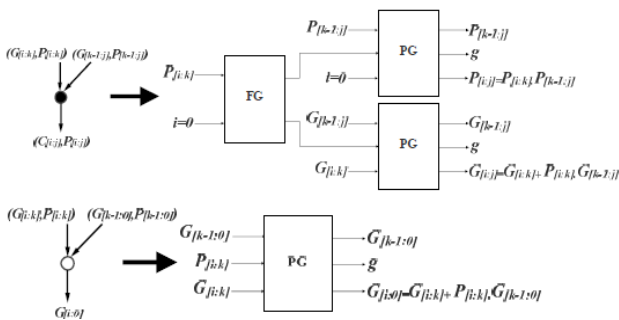 (G[i:k],P[i:k]) (G[k-1:j],P[k-1:j])
(G[i:j],P[i:j])
P[i:k]
i=0
FG
P[k-1:j]
i=0
PG
P[k-1:j]
g
P[i:j]=P[i:k].P[k-1:j]
G[k-1:j]
G[i:k]
PG
G[k-1:j]
g
G[i:j]=G[i:k]+P[i:k].G[k-1:j]
(G[i:k],P[i:k]) (G[k-1:0],P[k-1:0])
G[i:0]
G[k-1:0]
P[i:k]
G[i:k]
PG
G[k-1:0]
g
G[i:0]=G[i:k]+P[i:k].G[k-1:0]